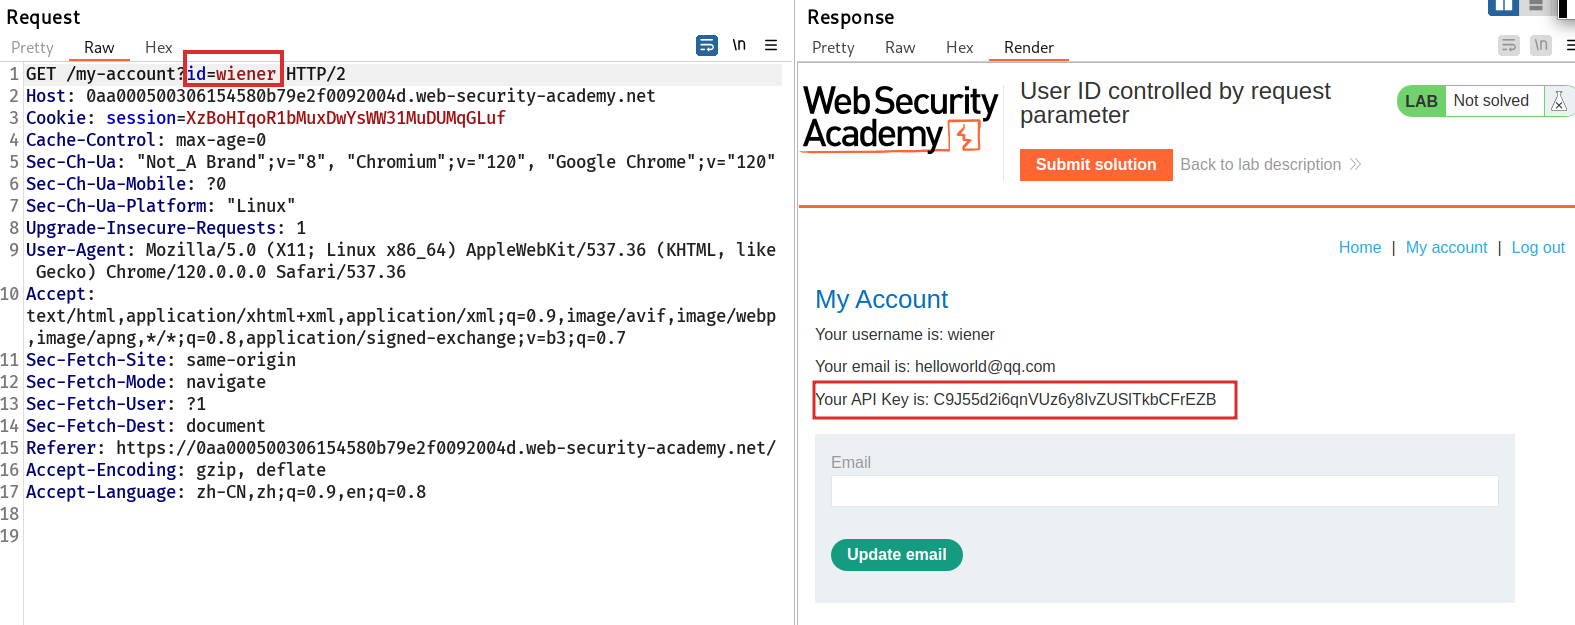 Request
Pretty Raw Hex
\n
1 GET /my-account?id=wiener HTTP/2
2 Host: 0aa000500306154580b79e2f0092004d.web-security-academy.net
3 Cookie: session=XzBoHIqoR1bMuxDwYsWW31MuDUMqGLuf
4 Cache-Control: max-age=0
5 Sec-Ch-Ua: "Not_A Brand";v="8", "Chromium";v="120", "Google Chrome";v="120"
6 Sec-Ch-Ua-Mobile: ?0
7 Sec-Ch-Ua-Platform: "Linux"
8 Upgrade-Insecure-Requests: 1
9 User-Agent: Mozilla/5.0 (X11; Linux x86_64) AppleWebKit/537.36 (KHTML, like
Gecko) Chrome/120.0.0.0 Safari/537.36
10 Accept:
text/html,application/xhtml+xml,application/xml;q=0.9,image/avif,image/webp
,image/apng,*/*;q=0.8,application/signed-exchange;v=b3;q=0.7
11 Sec-Fetch-Site: same-origin
12 Sec-Fetch-Mode: navigate
13 Sec-Fetch-User: ?1
14 Sec-Fetch-Dest: document
15 Referer: https://0aa000500306154580b79e2f0092004d.web-security-academy.net/
16 Accept-Encoding: gzip, deflate
17 Accept-Language: zh-CN,zh;q=0.9,en;q=0.8
18
19
Response
Pretty Raw Hex Render
\n
Web Security
Academy
User ID controlled by request
parameter
LAB Not solved
Submit solution Back to lab description
Home | My account | Log out
My Account
Your username is: wiener
Your email is: helloworld@qq.com
Your API Key is: C9J55d2i6qnVUz6y8IvZUSlTkbCFrEZB
Email
Update email